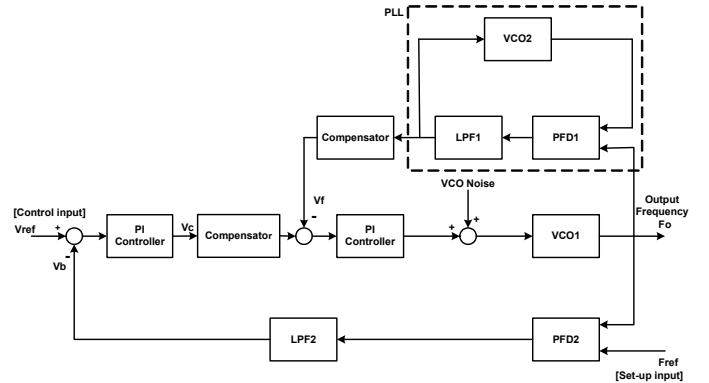 PLL
VCO2
Compensator
LPF1
PFD1
VCO Noise
Vf
-
+
[Control input]
Vref
+
-
Vb
PI
Controller
Vc
Compensator
PI
Controller
+
VCO1
Output
Frequency
Fo
LPF2
PFD2
Fref
[Set-up input]